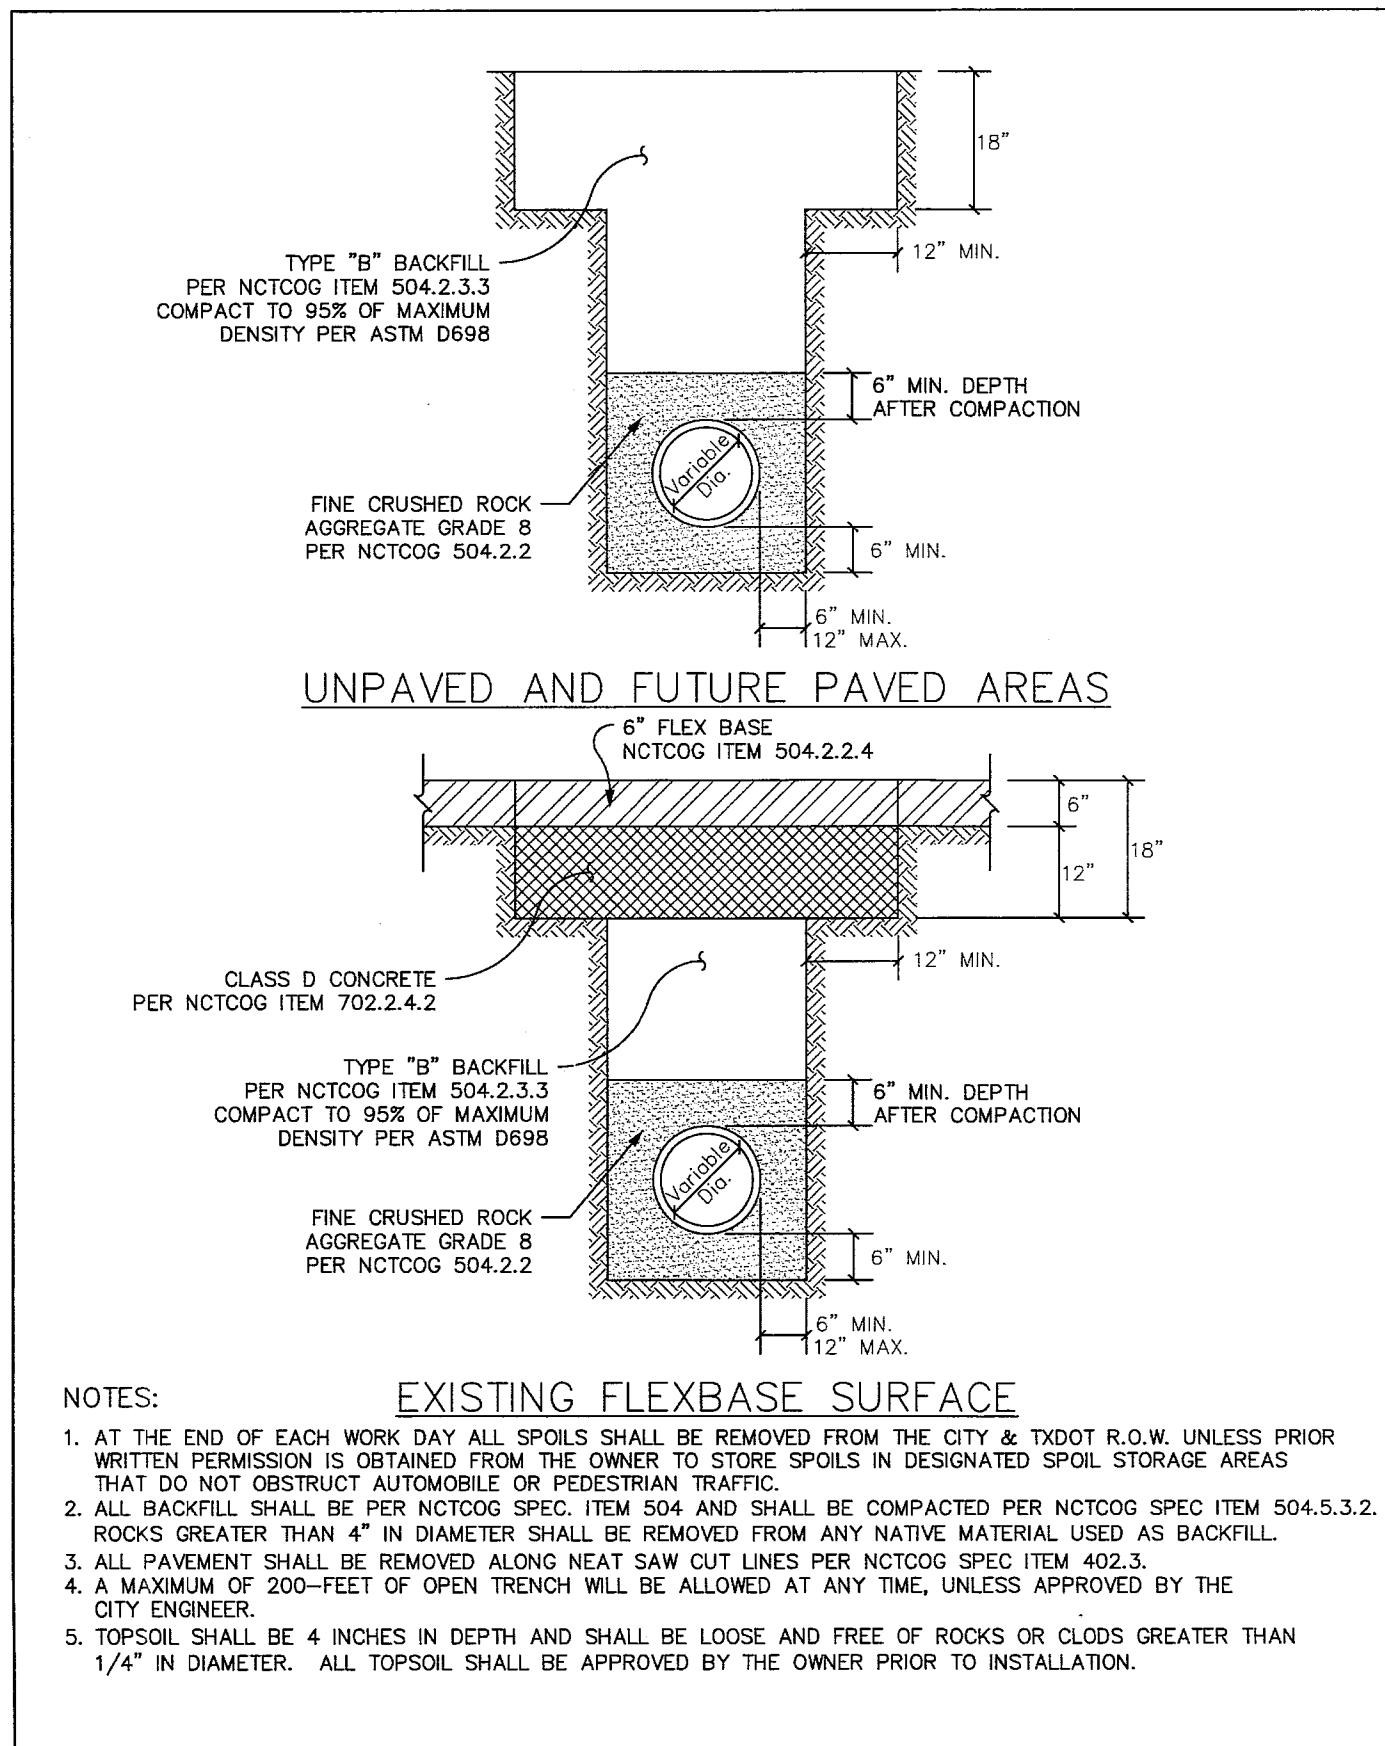 18"
12" MIN.
TYPE "B" BACKFILL
PER NCTCOG ITEM 504.2.3.3
COMPACT TO 95% OF MAXIMUM
DENSITY PER ASTM D698
6" MIN. DEPTH
AFTER COMPACTION
Variable
Dia.
FINE CRUSHED ROCK
AGGREGATE GRADE 8
PER NCTCOG 504.2.2
6" MIN.
6" MIN.
12" MAX.
UNPAVED AND FUTURE PAVED AREAS
6" FLEX BASE
NCTCOG ITEM 504.2.2.4
6"
12"
18"
12" MIN.
CLASS D CONCRETE
PER NCTCOG ITEM 702.2.4.2
TYPE "B" BACKFILL
PER NCTCOG ITEM 504.2.3.3
COMPACT TO 95% OF MAXIMUM
DENSITY PER ASTM D698
6" MIN. DEPTH
AFTER COMPACTION
Variable
Dia.
FINE CRUSHED ROCK
AGGREGATE GRADE 8
PER NCTCOG 504.2.2
6" MIN.
6" MIN.
12" MAX.
EXISTING FLEXBASE SURFACE
NOTES:
1. AT THE END OF EACH WORK DAY ALL SPOILS SHALL BE REMOVED FROM THE CITY & TXDOT R.O.W. UNLESS PRIOR
WRITTEN PERMISSION IS OBTAINED FROM THE OWNER TO STORE SPOILS IN DESIGNATED SPOIL STORAGE AREAS
THAT DO NOT OBSTRUCT AUTOMOBILE OR PEDESTRIAN TRAFFIC.
2. ALL BACKFILL SHALL BE PER NCTCOG SPEC. ITEM 504 AND SHALL BE COMPACTED PER NCTCOG SPEC ITEM 504.5.3.2.
ROCKS GREATER THAN 4" IN DIAMETER SHALL BE REMOVED FROM ANY NATIVE MATERIAL USED AS BACKFILL.
3. ALL PAVEMENT SHALL BE REMOVED ALONG NEAT SAW CUT LINES PER NCTCOG SPEC ITEM 402.3.
4. A MAXIMUM OF 200-FEET OF OPEN TRENCH WILL BE ALLOWED AT ANY TIME, UNLESS APPROVED BY THE
CITY ENGINEER.
5. TOPSOIL SHALL BE 4 INCHES IN DEPTH AND SHALL BE LOOSE AND FREE OF ROCKS OR CLODS GREATER THAN
1/4" IN DIAMETER. ALL TOPSOIL SHALL BE APPROVED BY THE OWNER PRIOR TO INSTALLATION.